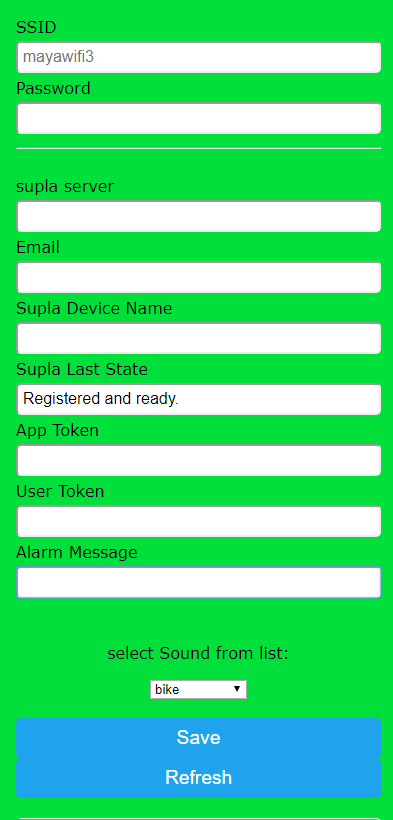 SSID
mayawifi3
Password
supla server
Email
Supla Device Name
Supla Last State
Registered and ready.
App Token
User Token
Alarm Message
select Sound from list:
bike
Save
Refresh